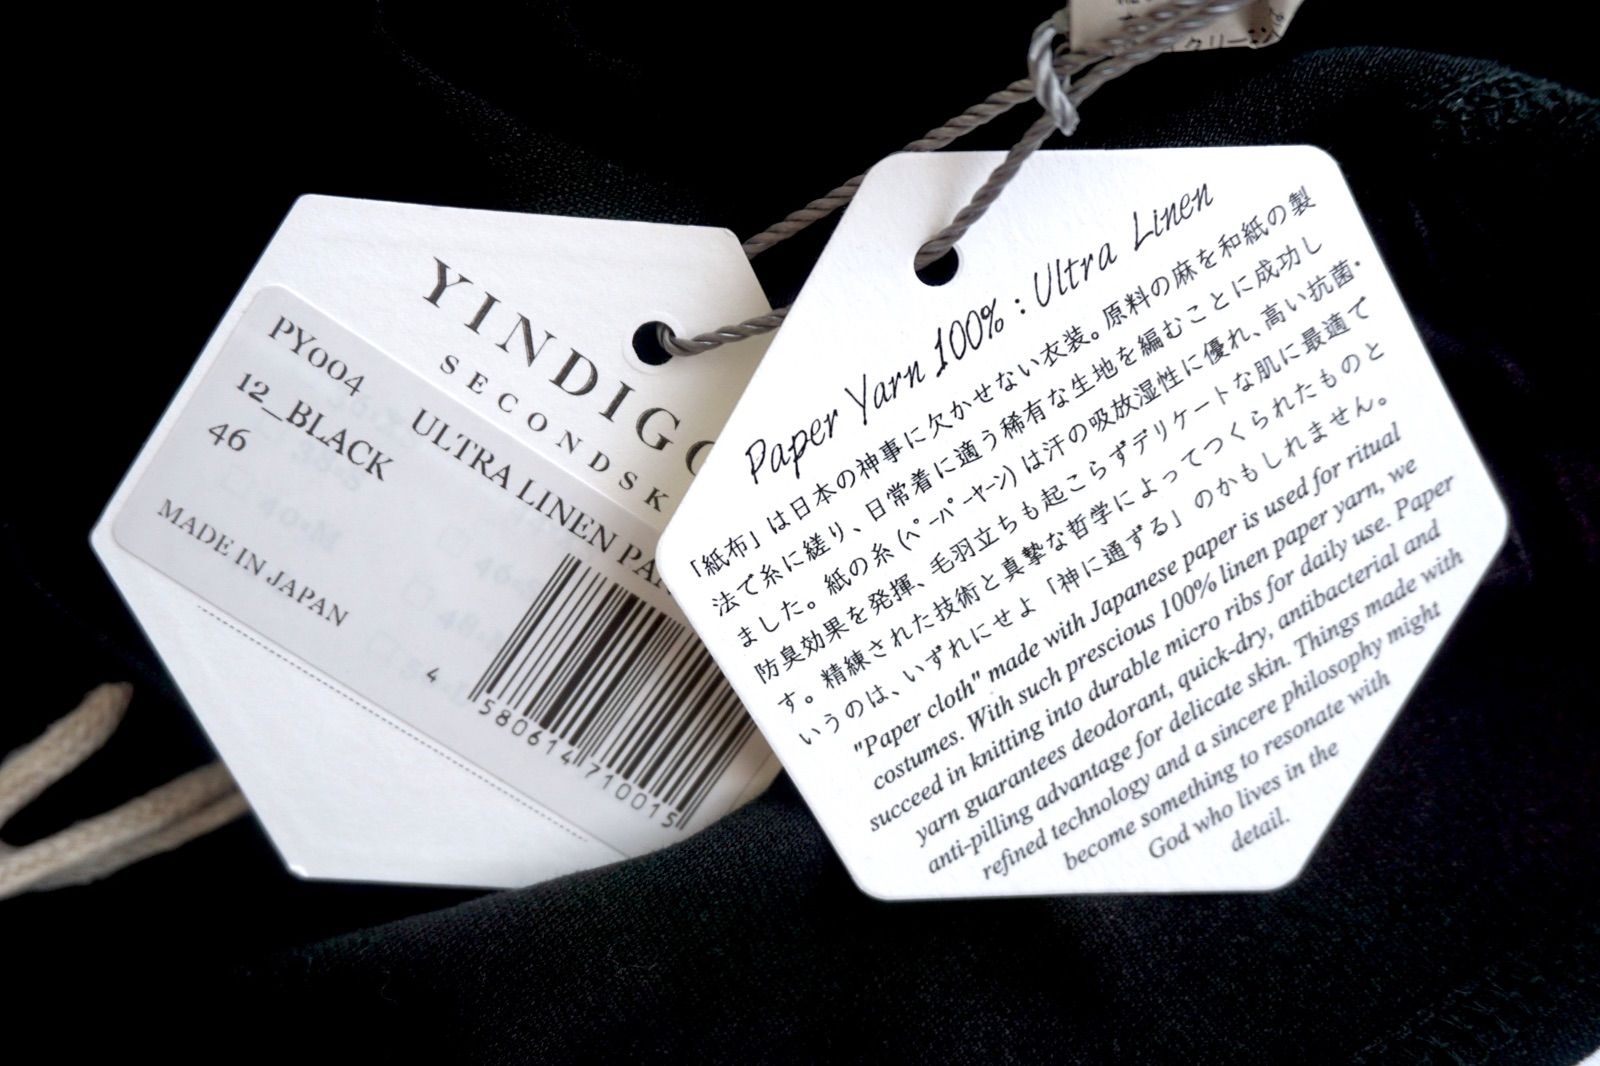 YINDIGO
SECONDSK
PY004 ULTRA LINEN
12_BLACK
46
MADE IN JAPAN
4 580614 710015
Paper Yarn 100% : Ultra Linen
「紙布」は日本の神事に欠かせない衣装。原料の麻を和紙の製
法で糸に縒り、日常着に適う稀有な生地を編むことに成功し
ました。紙の糸(ペーパーヤーン)は汗の吸放湿性に優れ、高い抗菌・
防臭効果を発揮、毛羽立ちも起こらずデリケートな肌に最適で
す。精練された技術と真摯な哲学によってつくられたものと
いうのは、いずれにせよ「神に通ずる」のかもしれません。
"Paper cloth" made with Japanese paper is used for ritual
costumes. With such prescious 100% linen paper yarn, we
succeed in knitting into durable micro ribs for daily use. Paper
yarn guarantees deodorant, quick-dry, antibacterial and
anti-pilling advantage for delicate skin. Things made with
refined technology and a sincere philosophy might
become something to resonate with
God who lives in the
detail.